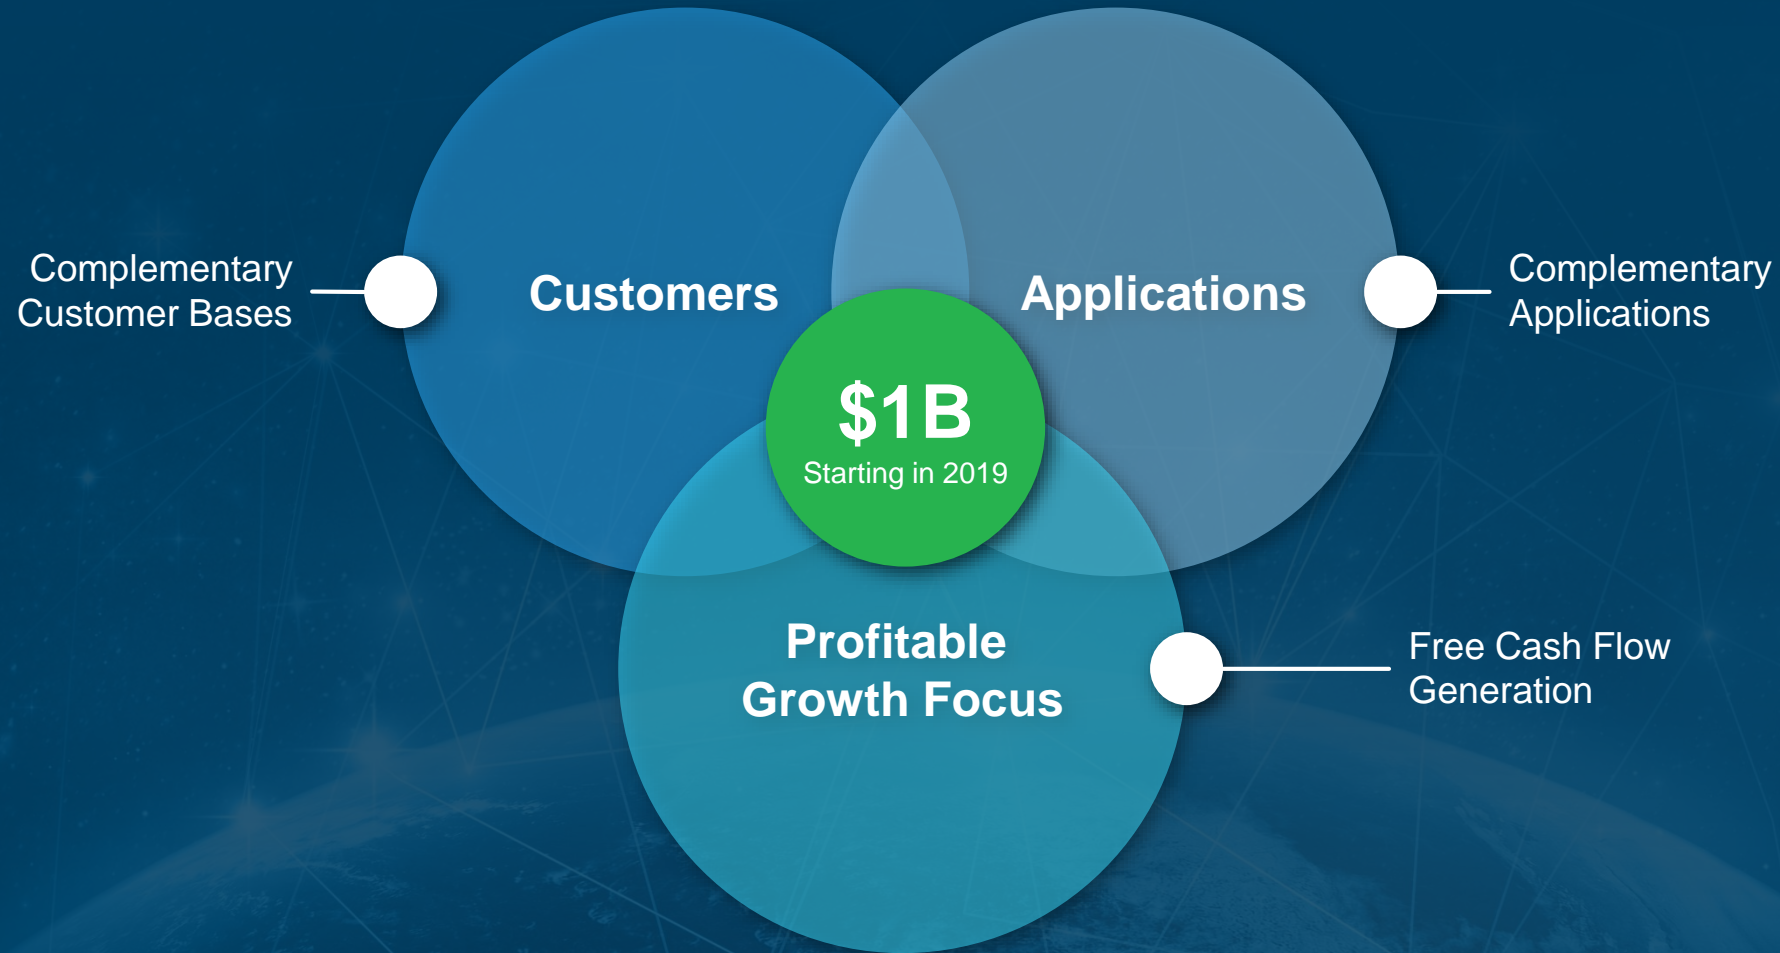 Complementary
Customer Bases
Customers
Applications
Complementary
Applications
$1B
Starting in 2019
Profitable
Growth Focus
Free Cash Flow
Generation